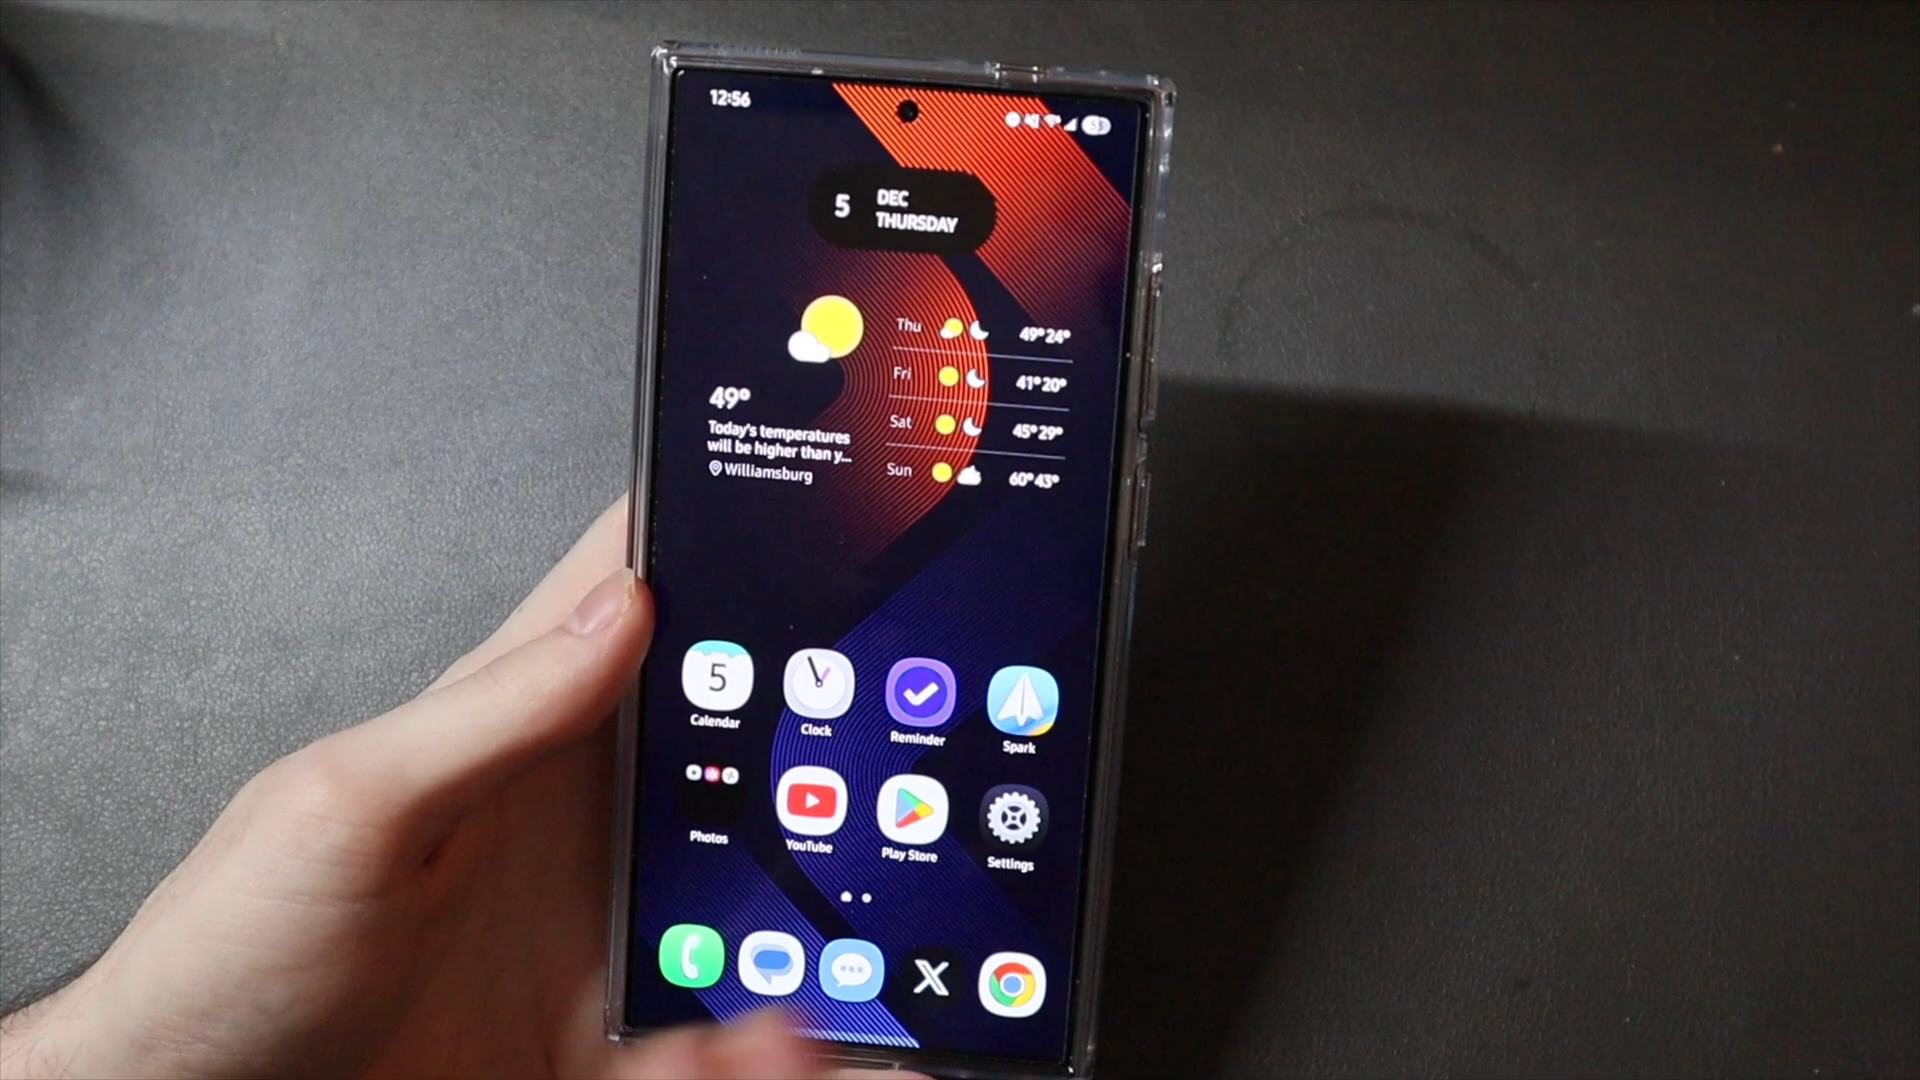 12:56
53
5
DEC
THURSDAY
49°
Today's temperatures
will be higher than y...
Williamsburg
Thu 49° 24°
Fri 41° 20°
Sat 45° 29°
Sun 60° 43°
5
Calendar
Clock
Reminder
Spark
Photos
YouTube
Play Store
Settings
X